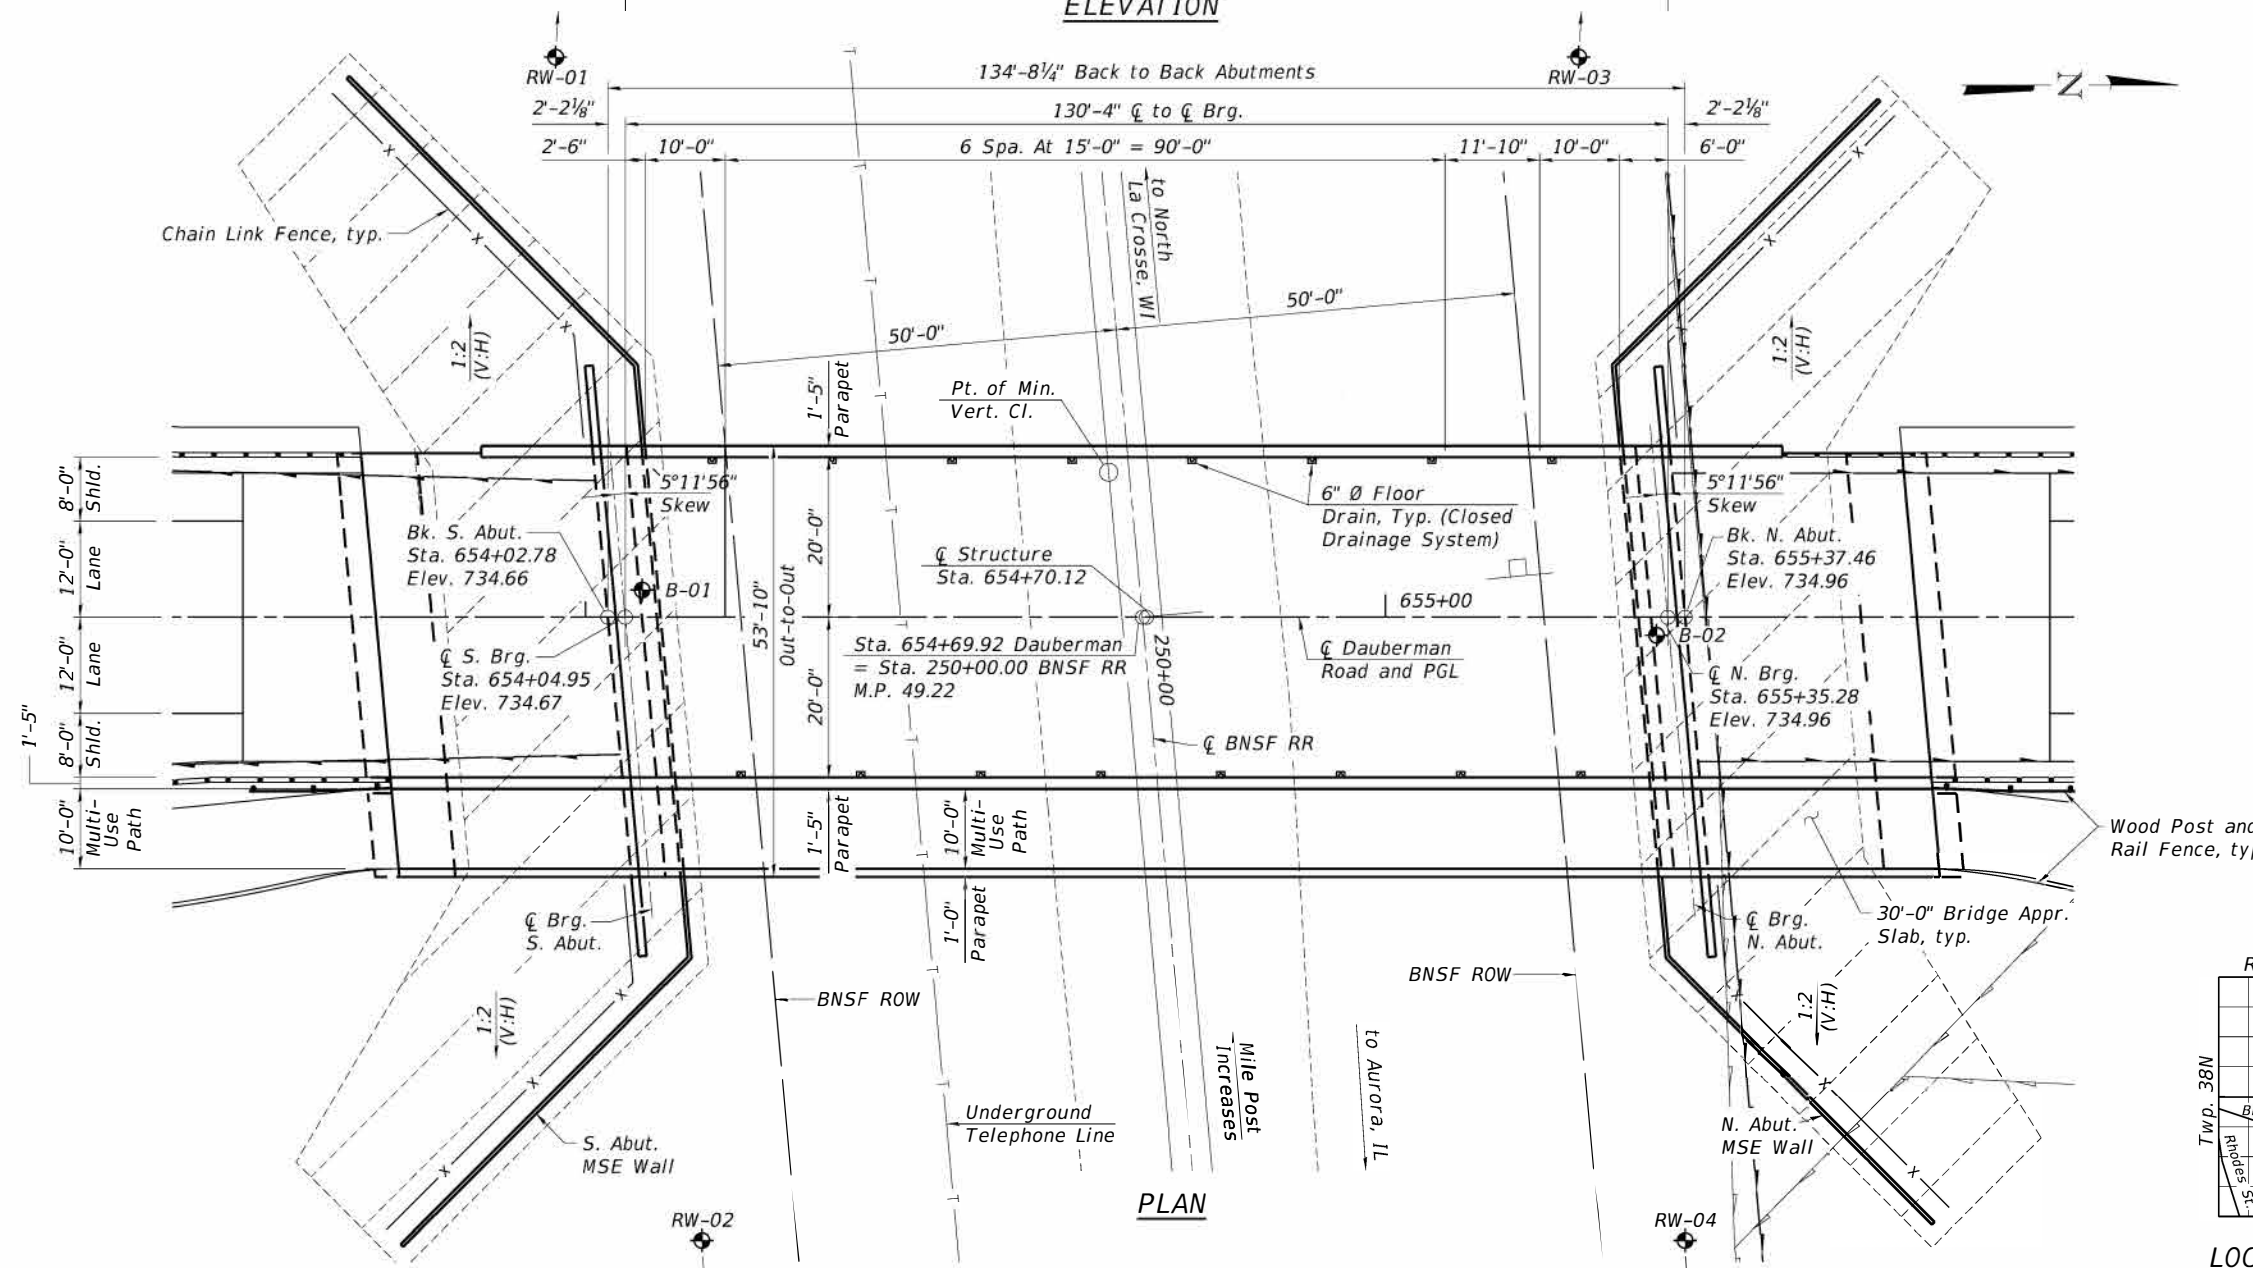 ELEVATION
RW-01
RW-03
N
134'-8¼" Back to Back Abutments
2'-2⅛"
130'-4" ℄ to ℄ Brg.
2'-2⅛"
2'-6"
10'-0"
6 Spa. At 15'-0" = 90'-0"
11'-10"
10'-0"
6'-0"
to North
La Crosse, WI
Chain Link Fence, typ.
1:2
(V:H)
50'-0"
50'-0"
1:2
(V:H)
1'-5"
Parapet
Pt. of Min.
Vert. Cl.
8'-0"
Shld.
12'-0"
Lane
12'-0"
Lane
8'-0"
Shld.
1'-5"
10'-0"
Multi-
Use
Path
5°11'56"
Skew
Bk. S. Abut.
Sta. 654+02.78
Elev. 734.66
B-01
℄ S. Brg.
Sta. 654+04.95
Elev. 734.67
53'-10"
Out-to-Out
20'-0"
20'-0"
℄ Structure
Sta. 654+70.12
6" Ø Floor
Drain, Typ. (Closed
Drainage System)
Sta. 654+69.92 Dauberman
= Sta. 250+00.00 BNSF RR
M.P. 49.22
250+00
655+00
℄ Dauberman
Road and PGL
℄ BNSF RR
5°11'56"
Skew
Bk. N. Abut.
Sta. 655+37.46
Elev. 734.96
B-02
℄ N. Brg.
Sta. 655+35.28
Elev. 734.96
1'-5"
Parapet
10'-0"
Multi-
Use
Path
1'-0"
Parapet
Wood Post and
Rail Fence, typ
℄ Brg.
S. Abut.
℄ Brg.
N. Abut.
30'-0" Bridge Appr.
Slab, typ.
BNSF ROW
BNSF ROW
1:2
(V:H)
1:2
(V:H)
Mile Post
Increases
to Aurora, IL
Underground
Telephone Line
S. Abut.
MSE Wall
N. Abut.
MSE Wall
RW-02
RW-04
PLAN
R
Twp. 38N
B
Rhodes St.
LOC